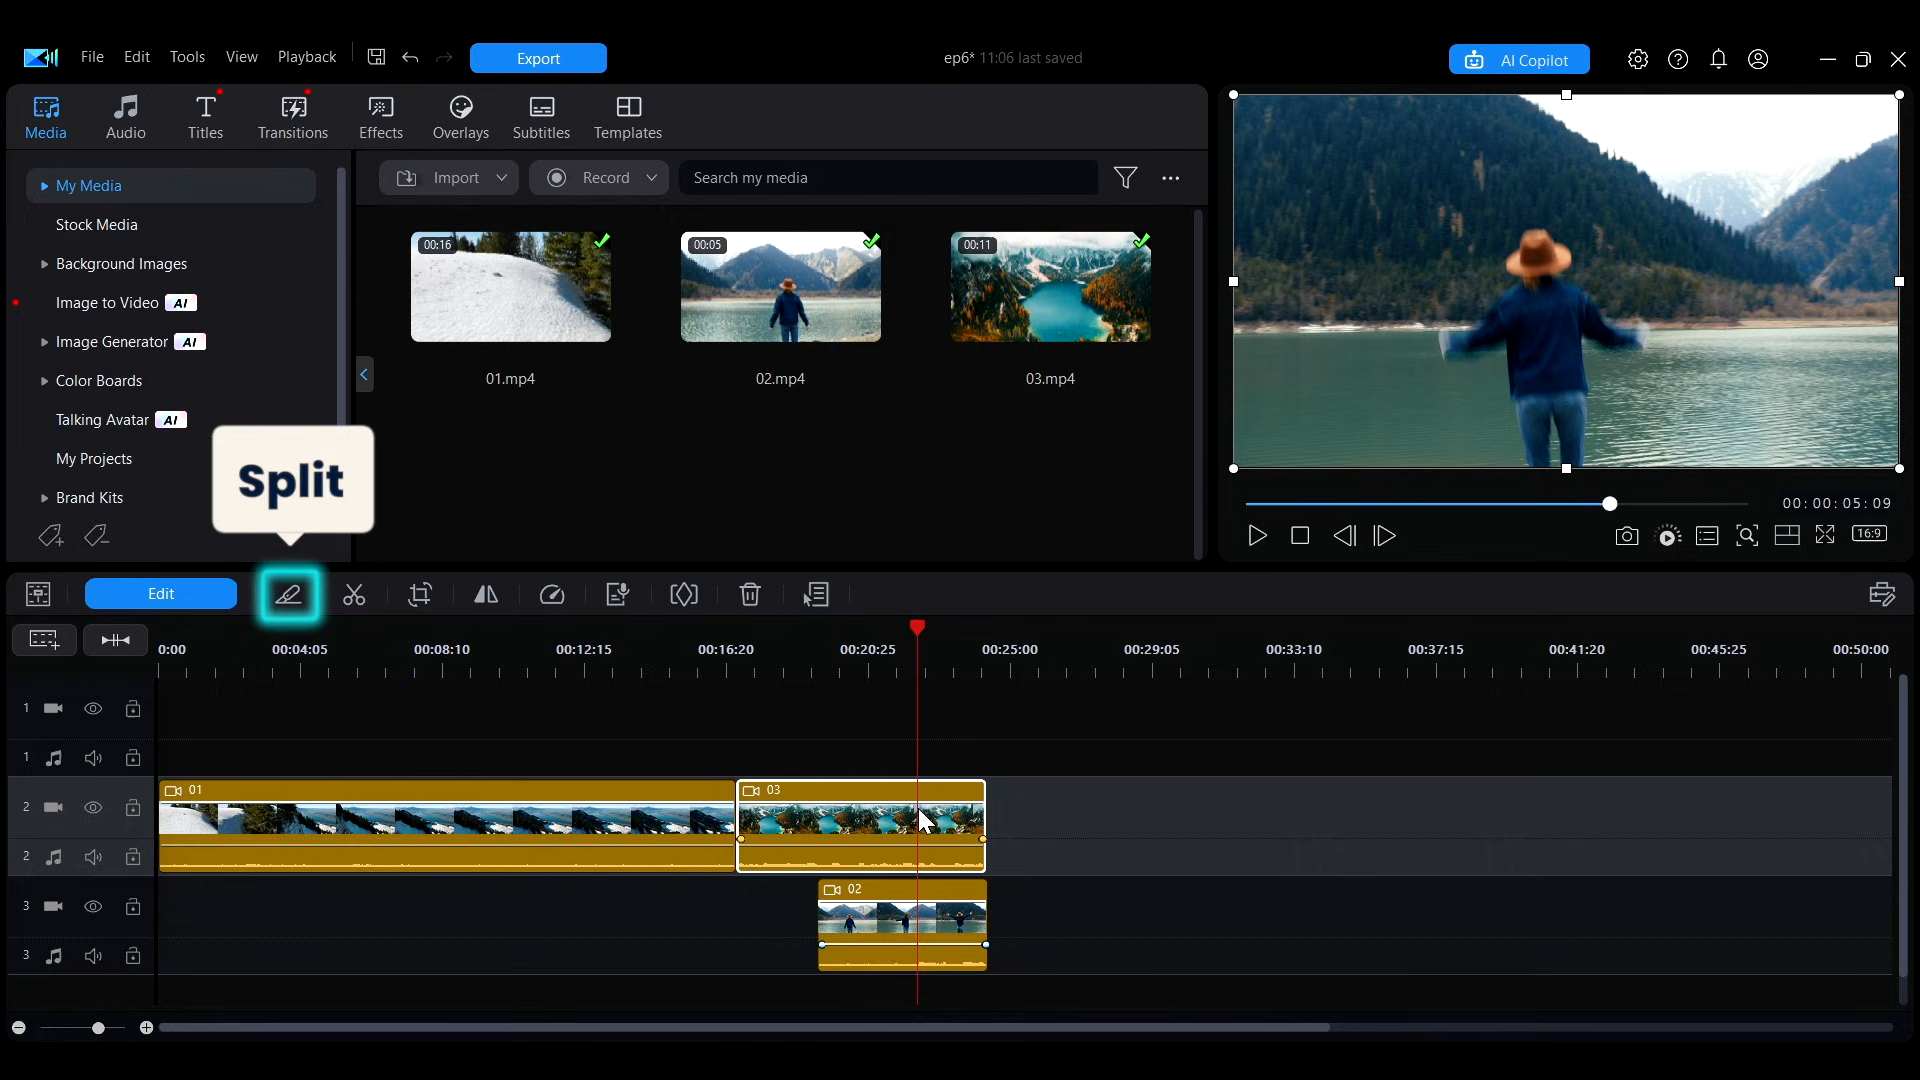 File Edit Tools View Playback Export ep6* 11:06 last saved AI Copilot
Media Audio Titles Transitions Effects Overlays Subtitles Templates
My Media
Stock Media
Background Images
Image to Video AI
Image Generator AI
Color Boards
Talking Avatar AI
My Projects
Brand Kits
Import Record Search my media
00:16 00:05 00:11
01.mp4 02.mp4 03.mp4
Split
00:00:05:09
16:9
Edit
0:00 00:04:05 00:08:10 00:12:15 00:16:20 00:20:25 00:25:00 00:29:05 00:33:10 00:37:15 00:41:20 00:45:25 00:50:00
1
1
2 01 03
2
3 02
3